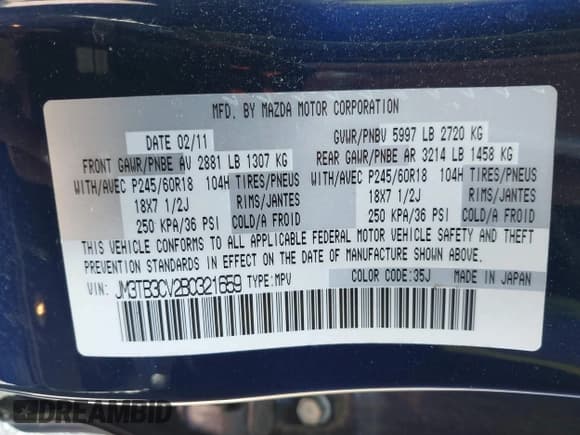 MFD. BY MAZDA MOTOR CORPORATION
DATE 02/11 GVWR/PNBV 5997 LB 2720 KG
FRONT GAWR/PNBE AV 2881 LB 1307 KG REAR GAWR/PNBE AR 3214 LB 1458 KG
WITH/AVEC P245/60R18 104H TIRES/PNEUS WITH/AVEC P245/60R18 104H TIRES/PNEUS
18X7 1/2J RIMS/JANTES 18X7 1/2J RIMS/JANTES
250 KPA/36 PSI COLD/A FROID 250 KPA/36 PSI COLD/A FROID
THIS VEHICLE CONFORMS TO ALL APPLICABLE FEDERAL MOTOR VEHICLE SAFETY AND THEFT
PREVENTION STANDARDS IN EFFECT ON THE DATE OF MANUFACTURE SHOWN ABOVE.
VIN: JM3TB3CV2B0321659 TYPE:MPV COLOR CODE:35J MADE IN JAPAN
DREAMBID